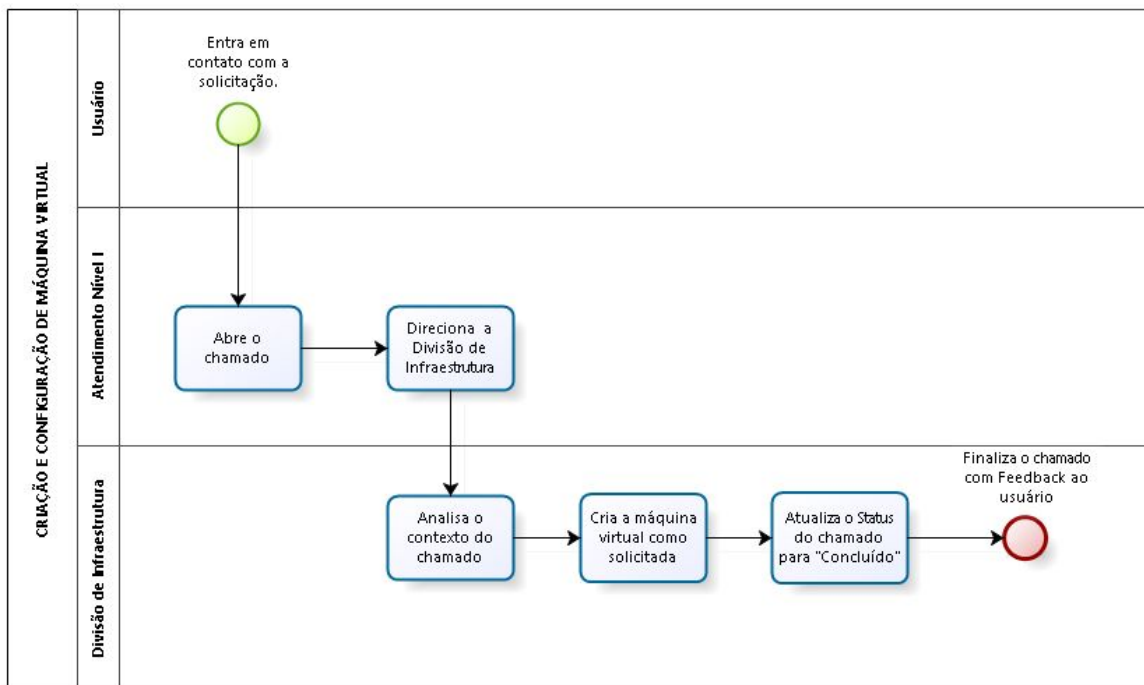 CRIAÇÃO E CONFIGURAÇÃO DE MÁQUINA VIRTUAL
Usuário
Entra em
contato com a
solicitação.
Atendimento Nível I
Abre o
chamado
Direciona a
Divisão de
Infraestrutura
Divisão de Infraestrutura
Analisa o
contexto do
chamado
Cria a máquina
virtual como
solicitada
Atualiza o Status
do chamado
para "Concluído"
Finaliza o chamado
com Feedback ao
usuário